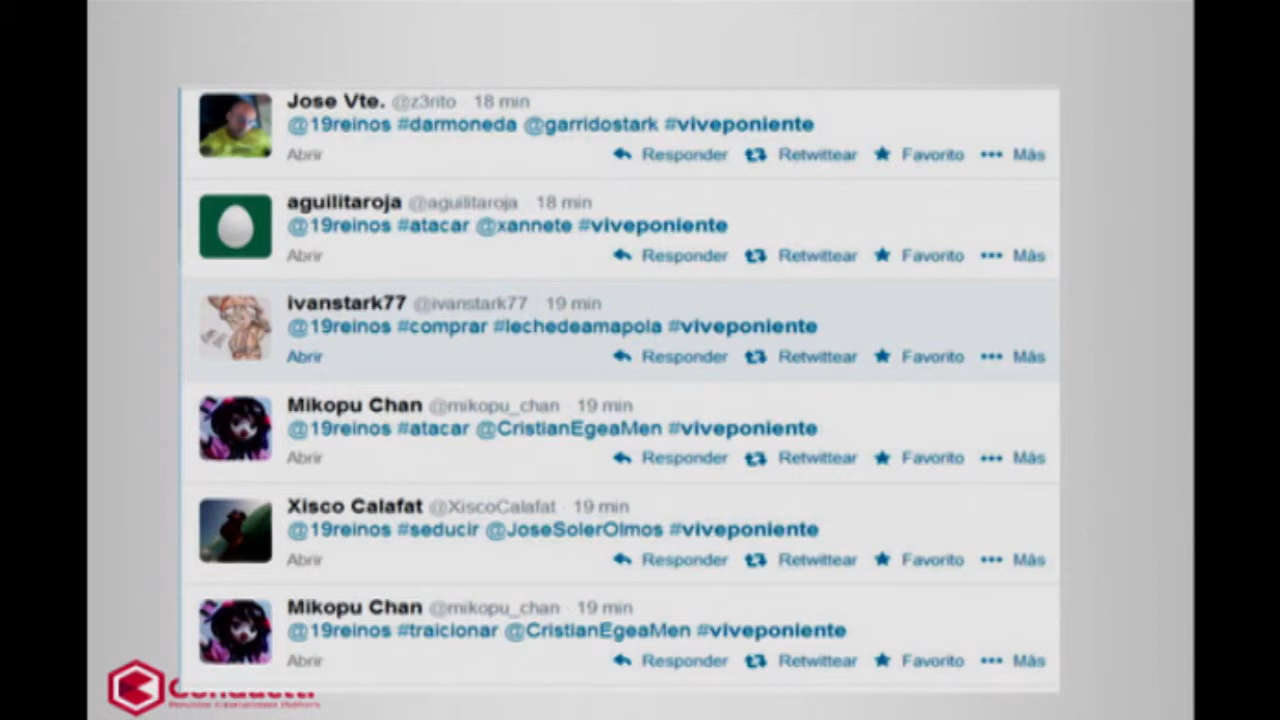 Jose Vte. @z3rito · 18 min
@19reinos #darmoneda @garridostark #viveponiente
Abrir Responder Retwittear Favorito Más
aguilitaroja @aguilitaroja · 18 min
@19reinos #atacar @xannete #viveponiente
Abrir Responder Retwittear Favorito Más
ivanstark77 @ivanstark77 · 19 min
@19reinos #comprar #lechedeamapola #viveponiente
Abrir Responder Retwittear Favorito Más
Mikopu Chan @mikopu_chan · 19 min
@19reinos #atacar @CristianEgeaMen #viveponiente
Abrir Responder Retwittear Favorito Más
Xisco Calafat @XiscoCalafat · 19 min
@19reinos #seducir @JoseSolerOlmos #viveponiente
Abrir Responder Retwittear Favorito Más
Mikopu Chan @mikopu_chan · 19 min
@19reinos #traicionar @CristianEgeaMen #viveponiente
Abrir Responder Retwittear Favorito Más